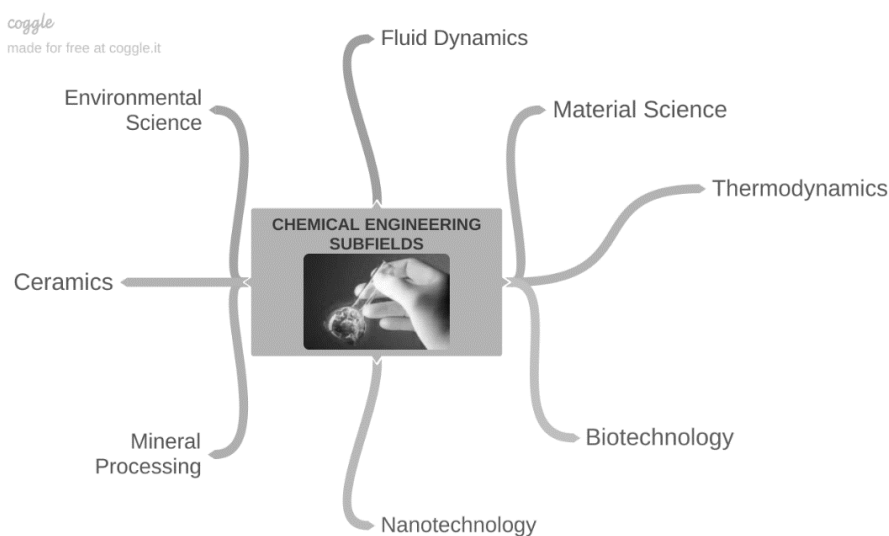 coggle
made for free at coggle.it
Fluid Dynamics
Environmental
Science
Material Science
Thermodynamics
CHEMICAL ENGINEERING
SUBFIELDS
Ceramics
Mineral
Processing
Biotechnology
Nanotechnology